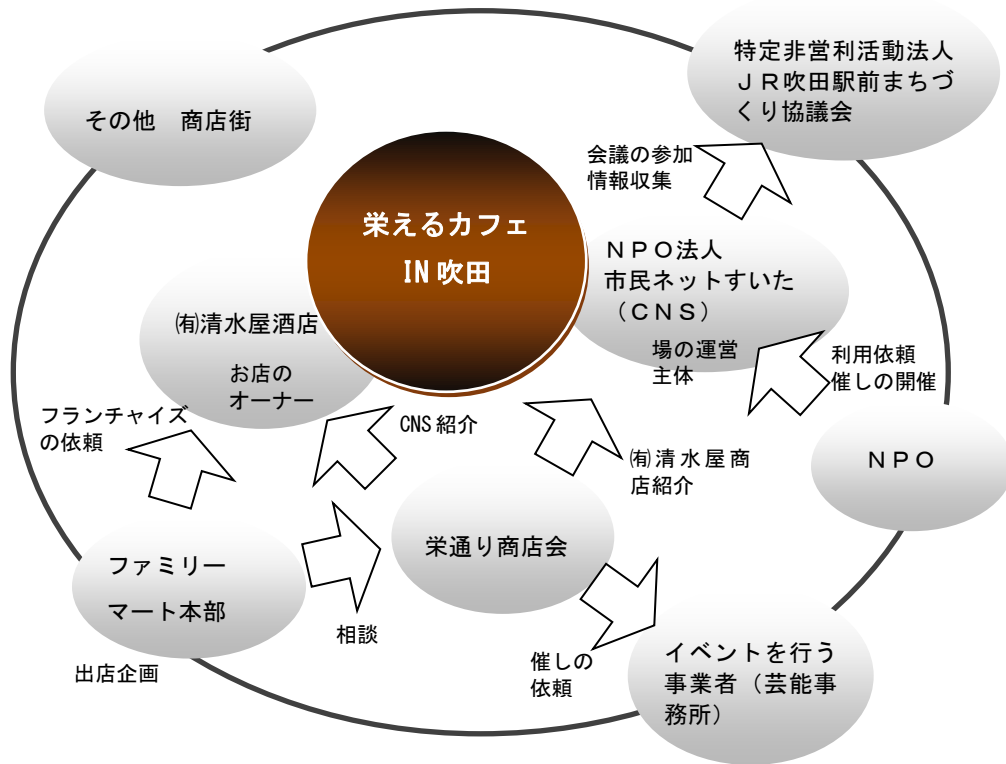 特定非営利活動法人
ＪＲ吹田駅前まちづ
くり協議会
その他　商店街
会議の参加
情報収集
栄えるカフェ
IN 吹田
ＮＰＯ法人
市民ネットすいた
（ＣＮＳ）
場の運営
主体
㈲清水屋酒店
お店の
オーナー
利用依頼
催しの開催
フランチャイズ
の依頼
CNS 紹介
㈲清水屋商
店紹介
ＮＰＯ
栄通り商店会
ファミリー
マート本部
相談
出店企画
催しの
依頼
イベントを行う
事業者（芸能事
務所）